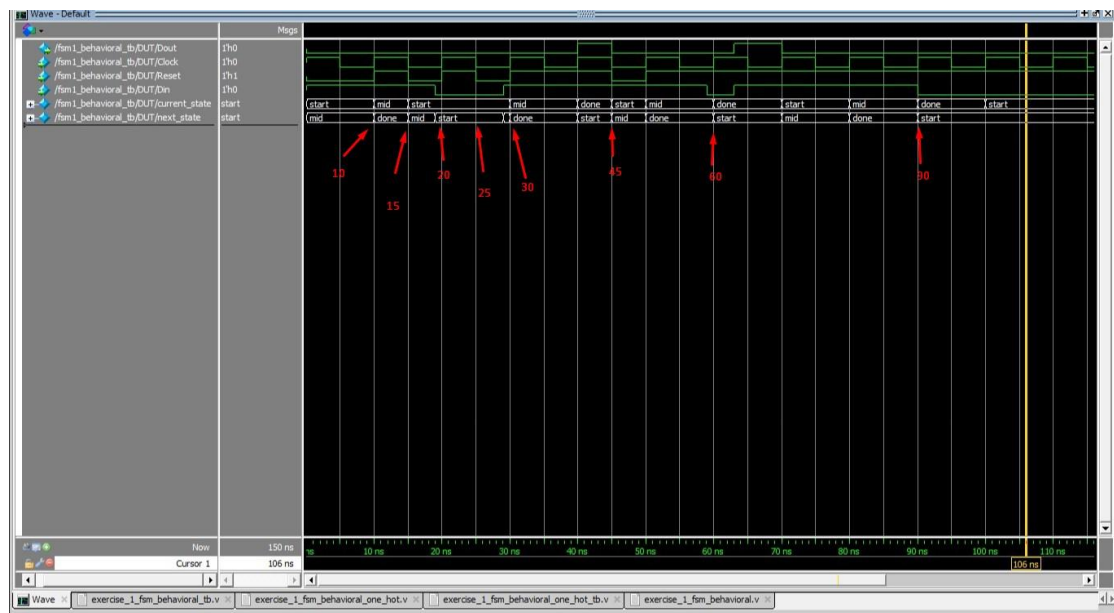 Wave - Default
Msgs
/fsm1_behavioral_tb/DUT/Dout 1'h0
/fsm1_behavioral_tb/DUT/Clock 1'h0
/fsm1_behavioral_tb/DUT/Reset 1'h1
/fsm1_behavioral_tb/DUT/Din 1'h0
/fsm1_behavioral_tb/DUT/current_state start start mid start mid done start mid done start mid done start
/fsm1_behavioral_tb/DUT/next_state start mid done mid start done start mid done start mid done start
10 15 20 25 30 45 60 90
Now 150 ns ns 10 ns 20 ns 30 ns 40 ns 50 ns 60 ns 70 ns 80 ns 90 ns 100 ns 110 ns
Cursor 1 106 ns 106 ns
Wave exercise_1_fsm_behavioral_tb.v exercise_1_fsm_behavioral_one_hot.v exercise_1_fsm_behavioral_one_hot_tb.v exercise_1_fsm_behavioral.v